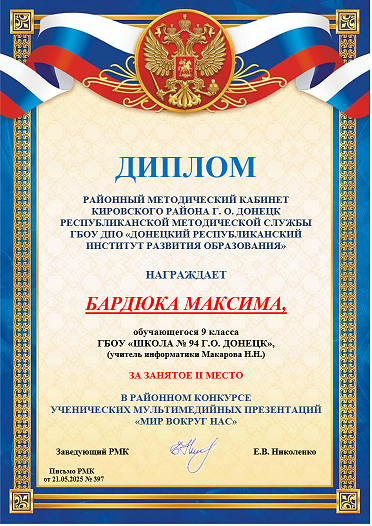 ДИПЛОМ
РАЙОННЫЙ МЕТОДИЧЕСКИЙ КАБИНЕТ
КИРОВСКОГО РАЙОНА Г. О. ДОНЕЦК
РЕСПУБЛИКАНСКОЙ МЕТОДИЧЕСКОЙ СЛУЖБЫ
ГБОУ ДПО «ДОНЕЦКИЙ РЕСПУБЛИКАНСКИЙ
ИНСТИТУТ РАЗВИТИЯ ОБРАЗОВАНИЯ»
НАГРАЖДАЕТ
БАРДЮКА МАКСИМА,
обучающегося 9 класса
ГБОУ «ШКОЛА № 94 Г.О. ДОНЕЦК»,
(учитель информатики Макарова Н.Н.)
ЗА ЗАНЯТОЕ II МЕСТО
В РАЙОННОМ КОНКУРСЕ
УЧЕНИЧЕСКИХ МУЛЬТИМЕДИЙНЫХ ПРЕЗЕНТАЦИЙ
«МИР ВОКРУГ НАС»
Заведующий РМК Е.В. Николенко
Письмо РМК
от 21.05.2025 № 397